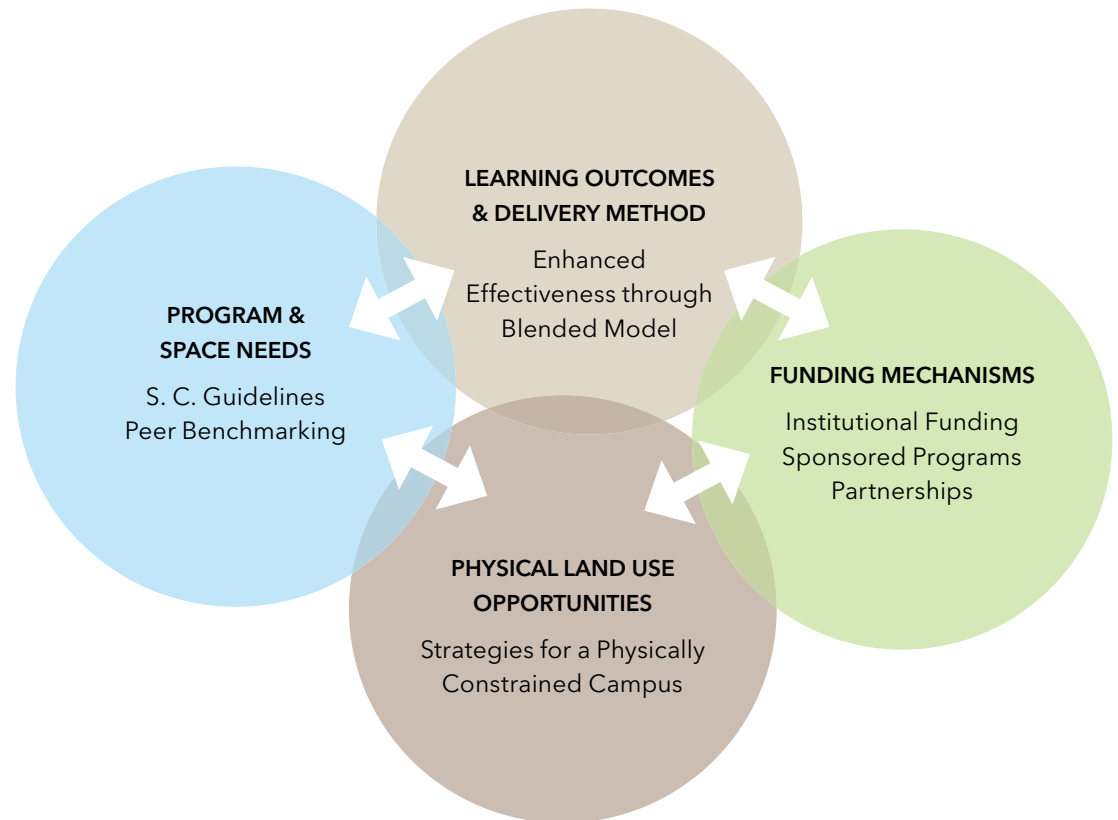 LEARNING OUTCOMES
& DELIVERY METHOD
Enhanced
Effectiveness through
Blended Model
PROGRAM &
SPACE NEEDS
S. C. Guidelines
Peer Benchmarking
FUNDING MECHANISMS
Institutional Funding
Sponsored Programs
Partnerships
PHYSICAL LAND USE
OPPORTUNITIES
Strategies for a Physically
Constrained Campus